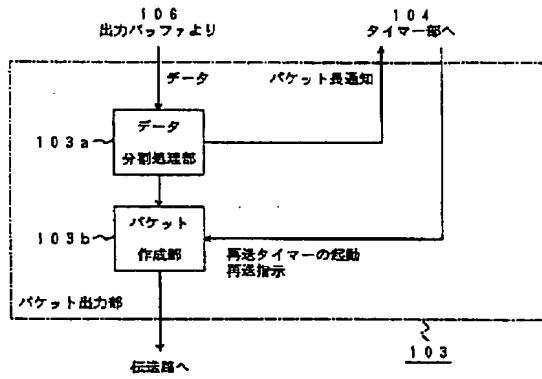 106
出力バッファより
104
タイマー部へ
データ
パケット長通知
103a
データ
分割処理部
103b
パケット
作成部
再送タイマーの起動
再送指示
パケット出力部
103
伝送路へ